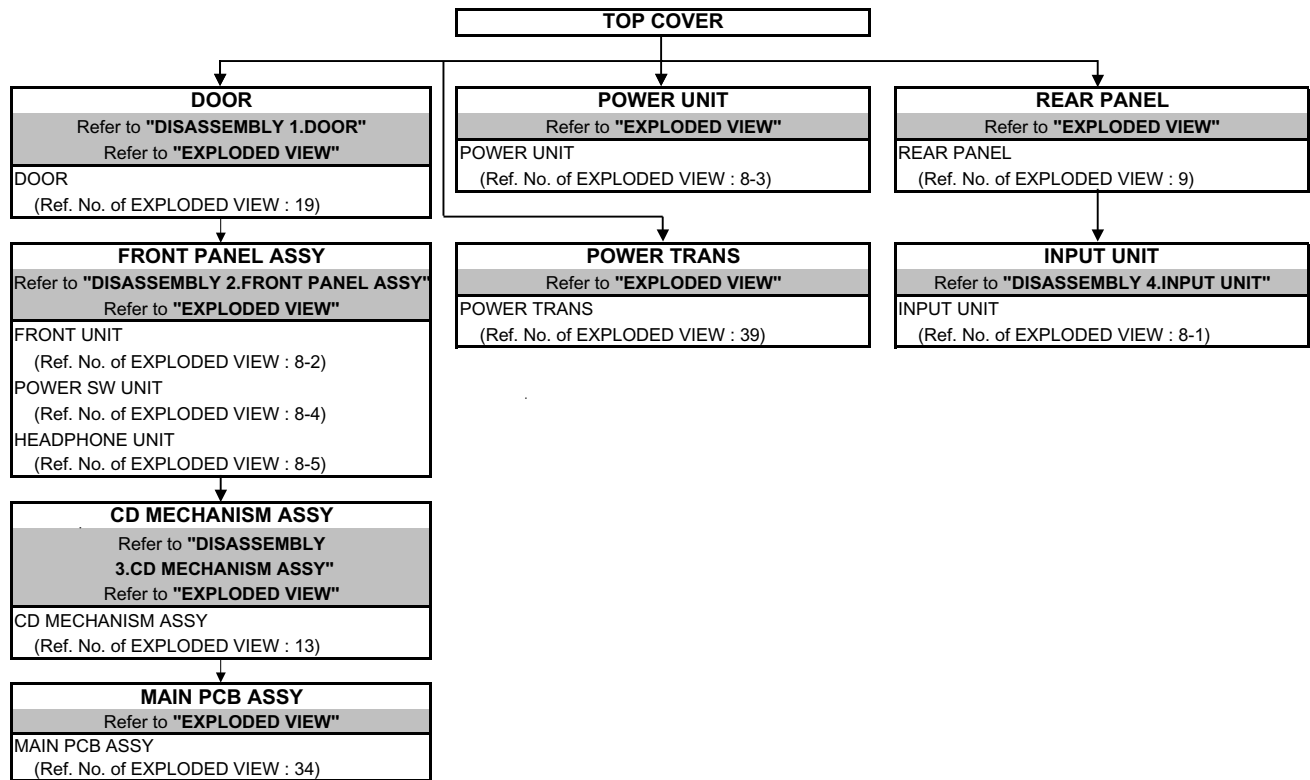 TOP COVER
DOOR
Refer to "DISASSEMBLY 1.DOOR"
Refer to "EXPLODED VIEW"
DOOR
(Ref. No. of EXPLODED VIEW : 19)
POWER UNIT
Refer to "EXPLODED VIEW"
POWER UNIT
(Ref. No. of EXPLODED VIEW : 8-3)
REAR PANEL
Refer to "EXPLODED VIEW"
REAR PANEL
(Ref. No. of EXPLODED VIEW : 9)
FRONT PANEL ASSY
Refer to "DISASSEMBLY 2.FRONT PANEL ASSY"
Refer to "EXPLODED VIEW"
FRONT UNIT
(Ref. No. of EXPLODED VIEW : 8-2)
POWER SW UNIT
(Ref. No. of EXPLODED VIEW : 8-4)
HEADPHONE UNIT
(Ref. No. of EXPLODED VIEW : 8-5)
POWER TRANS
Refer to "EXPLODED VIEW"
POWER TRANS
(Ref. No. of EXPLODED VIEW : 39)
INPUT UNIT
Refer to "DISASSEMBLY 4.INPUT UNIT"
INPUT UNIT
(Ref. No. of EXPLODED VIEW : 8-1)
CD MECHANISM ASSY
Refer to "DISASSEMBLY
3.CD MECHANISM ASSY"
Refer to "EXPLODED VIEW"
CD MECHANISM ASSY
(Ref. No. of EXPLODED VIEW : 13)
MAIN PCB ASSY
Refer to "EXPLODED VIEW"
MAIN PCB ASSY
(Ref. No. of EXPLODED VIEW : 34)